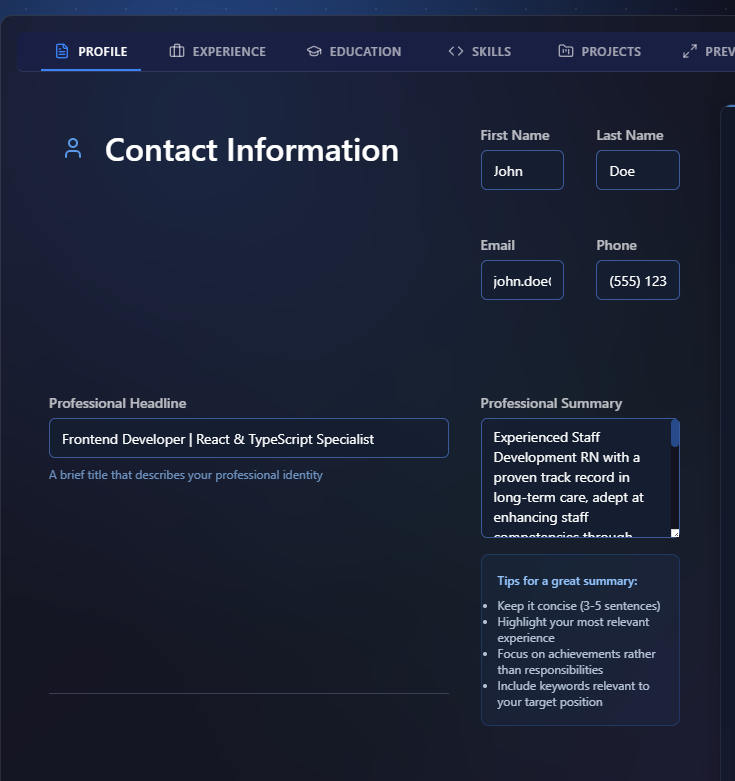 PROFILE
EXPERIENCE
EDUCATION
SKILLS
PROJECTS
PREV
Contact Information
First Name
Last Name
John
Doe
Email
Phone
john.doe
(555) 123
Professional Headline
Frontend Developer | React & TypeScript Specialist
A brief title that describes your professional identity
Professional Summary
Experienced Staff
Development RN with a
proven track record in
long-term care, adept at
enhancing staff
competencies through
Tips for a great summary:
Keep it concise (3-5 sentences)
Highlight your most relevant
experience
Focus on achievements rather
than responsibilities
Include keywords relevant to
your target position